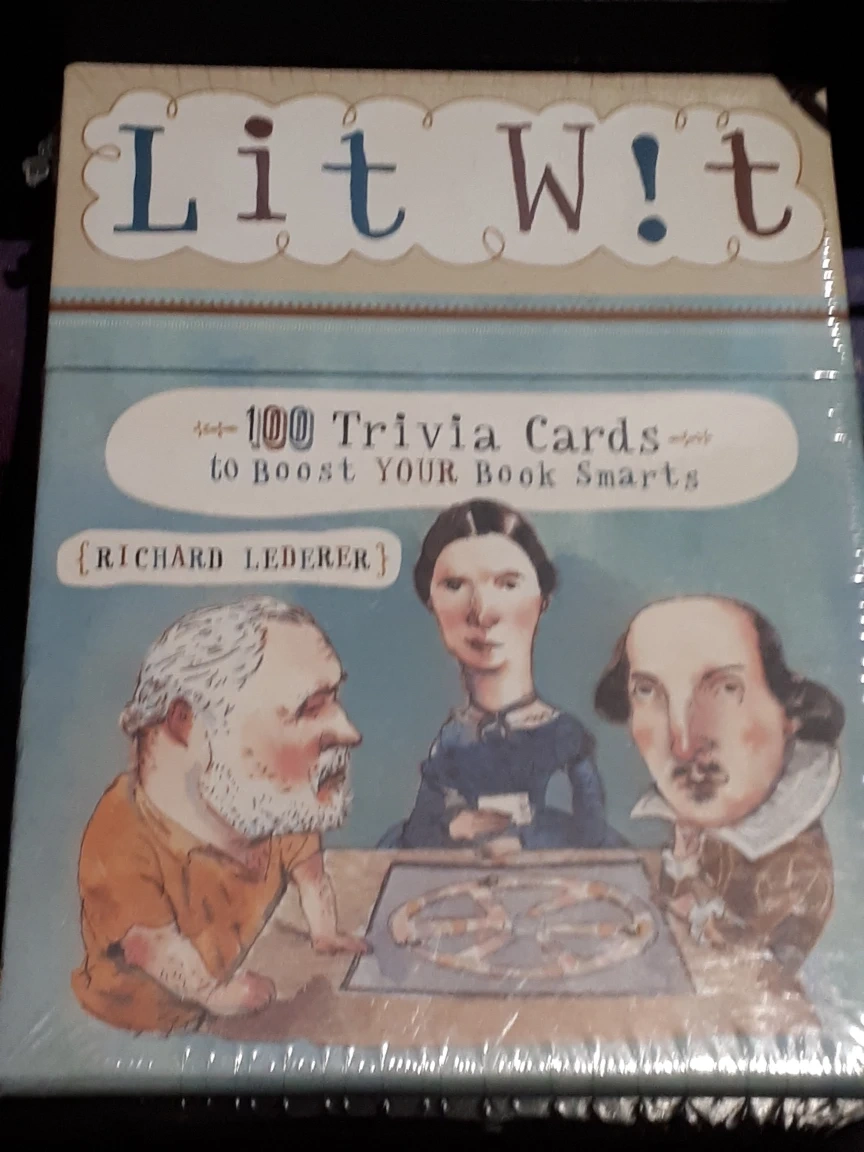 Lit W!t
100 Trivia Cards
to Boost YOUR Book Smarts
{RICHARD LEDERER}